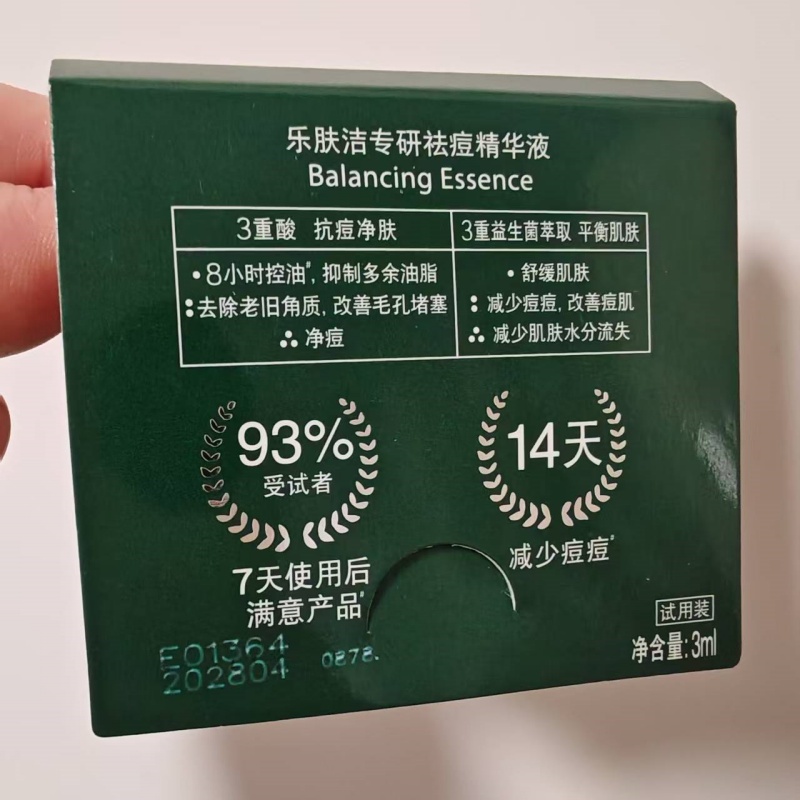 乐肤洁专研祛痘精华液
Balancing Essence
3重酸 抗痘净肤
3重益生菌萃取 平衡肌肤
•8小时控油#, 抑制多余油脂
去除老旧角质, 改善毛孔堵塞
净痘
•舒缓肌肤
减少痘痘, 改善痘肌
减少肌肤水分流失
93%
受试者
7天使用后
满意产品
14天
减少痘痘
试用装
净含量:3ml
E01364
202804 0878.